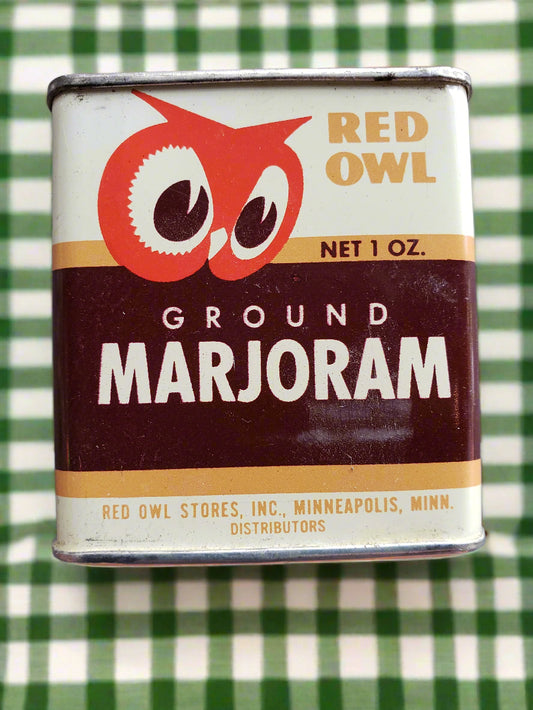 RED
OWL
NET 1 OZ.
GROUND
MARJORAM
RED OWL STORES, INC., MINNEAPOLIS, MINN.
DISTRIBUTORS